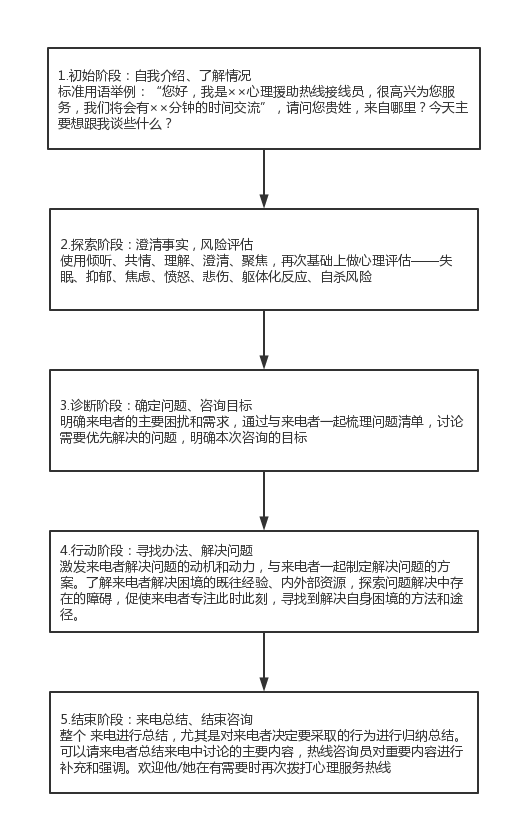 1.初始阶段：自我介绍、了解情况
标准用语举例：“您好，我是××心理援助热线接线员，很高兴为您服
务，我们将会有××分钟的时间交流”，请问您贵姓，来自哪里？今天主
要想跟我谈些什么？
2.探索阶段：澄清事实，风险评估
使用倾听、共情、理解、澄清、聚焦，再次基础上做心理评估——失
眠、抑郁、焦虑、愤怒、悲伤、躯体化反应、自杀风险
3.诊断阶段：确定问题、咨询目标
明确来电者的主要困扰和需求，通过与来电者一起梳理问题清单，讨论
需要优先解决的问题，明确本次咨询的目标
4.行动阶段：寻找办法、解决问题
激发来电者解决问题的动机和动力，与来电者一起制定解决问题的方
案。了解来电者解决困境的既往经验、内外部资源，探索问题解决中存
在的障碍，促使来电者专注此时此刻，寻找到解决自身困境的方法和途
径。
5.结束阶段：来电总结、结束咨询
整个 来电进行总结，尤其是对来电者决定要采取的行为进行归纳总结。
可以请来电者总结来电中讨论的主要内容，热线咨询员对重要内容进行
补充和强调。欢迎他/她在有需要时再次拨打心理服务热线